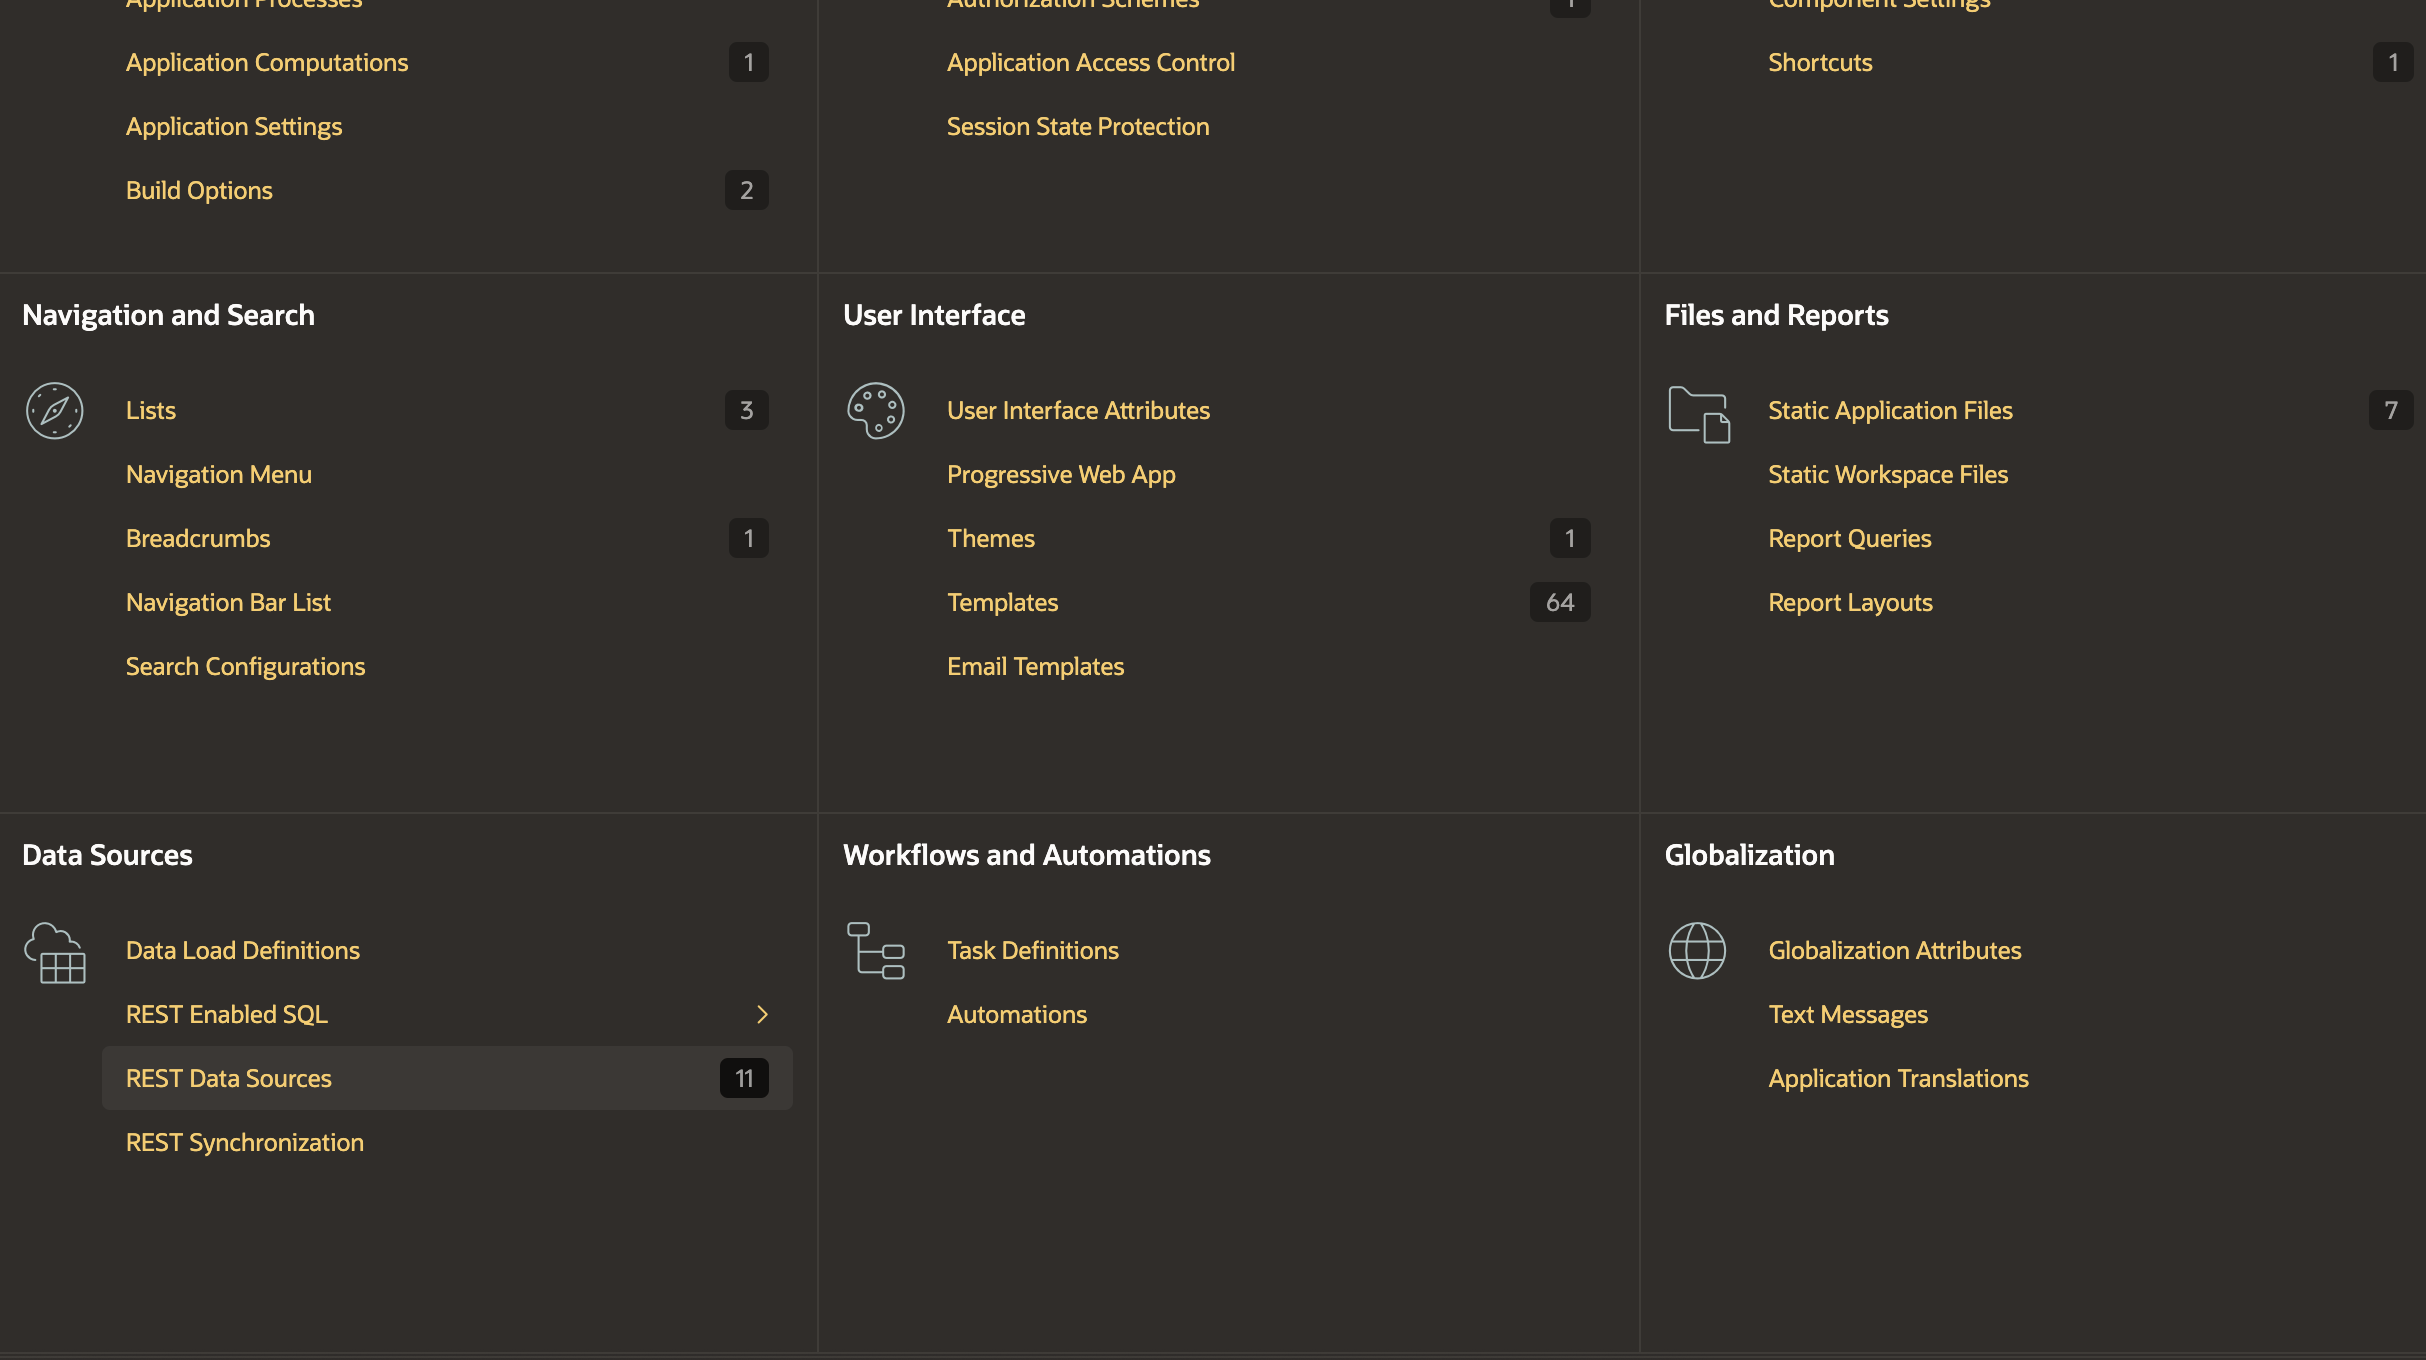 Application Processes
Authorization Schemes 1
Component Settings
Application Computations 1
Application Access Control
Shortcuts 1
Application Settings
Session State Protection
Build Options 2
Navigation and Search
Lists 3
Navigation Menu
Breadcrumbs 1
Navigation Bar List
Search Configurations
User Interface
User Interface Attributes
Progressive Web App
Themes 1
Templates 64
Email Templates
Files and Reports
Static Application Files 7
Static Workspace Files
Report Queries
Report Layouts
Data Sources
Data Load Definitions
REST Enabled SQL
REST Data Sources 11
REST Synchronization
Workflows and Automations
Task Definitions
Automations
Globalization
Globalization Attributes
Text Messages
Application Translations